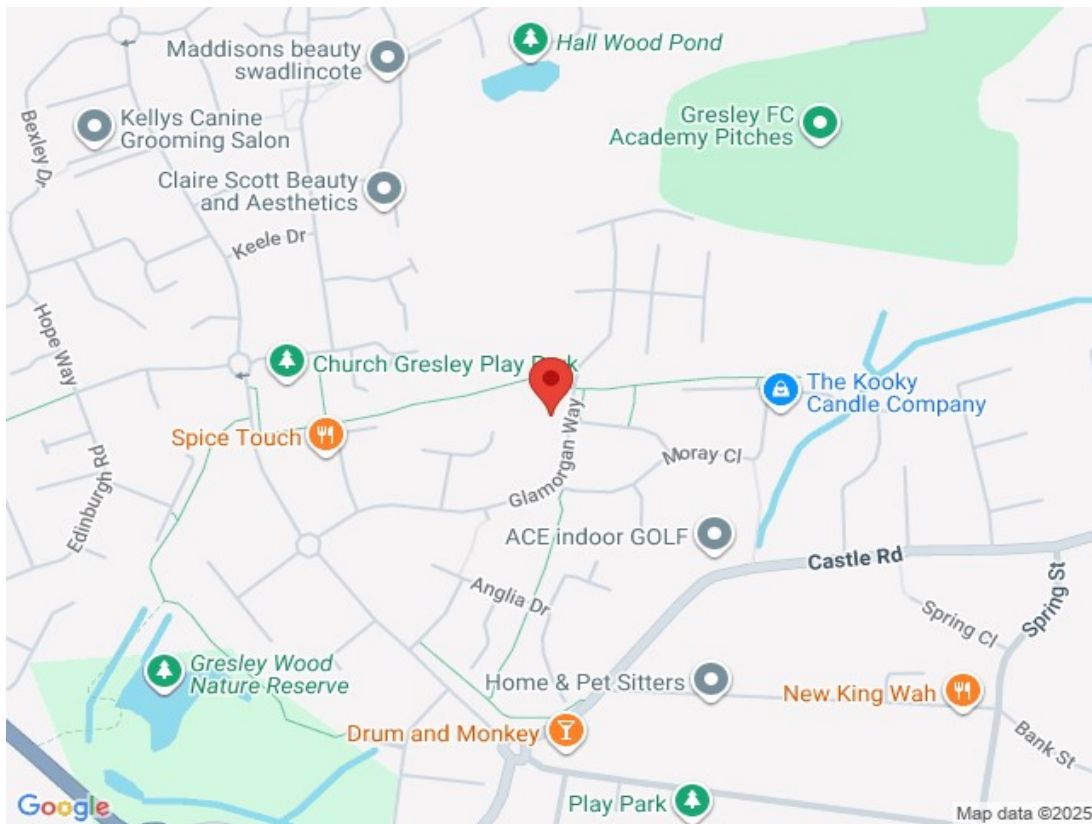 Maddisons beauty
swadlincote
Hall Wood Pond
Kellys Canine
Grooming Salon
Gresley FC
Academy Pitches
Bexley Dr
Claire Scott Beauty
and Aesthetics
Keele Dr
Hope Way
Church Gresley Play Park
The Kooky
Candle Company
Spice Touch
Glamorgan Way
Moray Cl
Edinburgh Rd
ACE indoor GOLF
Castle Rd
Anglia Dr
Spring St
Spring Cl
Gresley Wood
Nature Reserve
Home & Pet Sitters
New King Wah
Drum and Monkey
Bank St
Play Park
Google
Map data ©2025